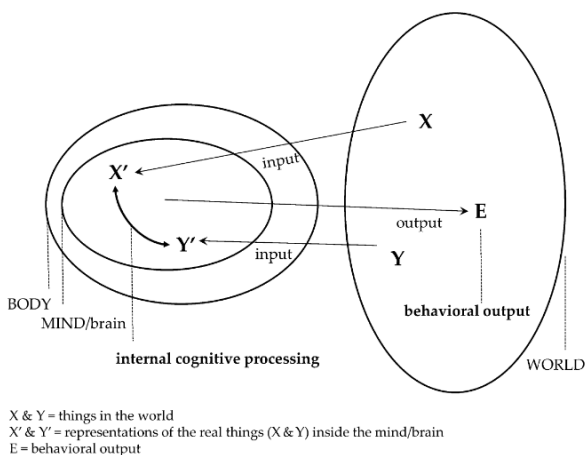 X
X′
input
output
E
Y′
input
Y
BODY
MIND/brain
behavioral output
internal cognitive processing
WORLD
X & Y = things in the world
X′ & Y′ = representations of the real things (X & Y) inside the mind/brain
E = behavioral output